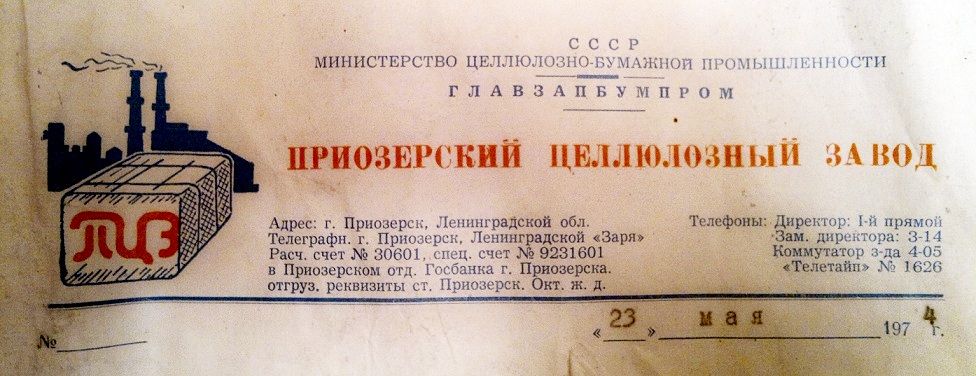 СССР
МИНИСТЕРСТВО ЦЕЛЛЮЛОЗНО-БУМАЖНОЙ ПРОМЫШЛЕННОСТИ
ГЛАВЗАПБУМПРОМ
ПРИОЗЕРСКИЙ ЦЕЛЛЮЛОЗНЫЙ ЗАВОД
ПЦЗ
Адрес: г. Приозерск, Ленинградской обл.
Телеграфн. г. Приозерск, Ленинградской «Заря»
Расч. счет № 30601, спец. счет № 9231601
в Приозерском отд. Госбанка г. Приозерска.
отгруз. реквизиты ст. Приозерск. Окт. ж. д.
Телефоны: Директор: I-й прямой
Зам. директора: 3-14
Коммутатор з-да 4-05
«Телетайп» № 1626
№
« 23 » мая 1974 г.